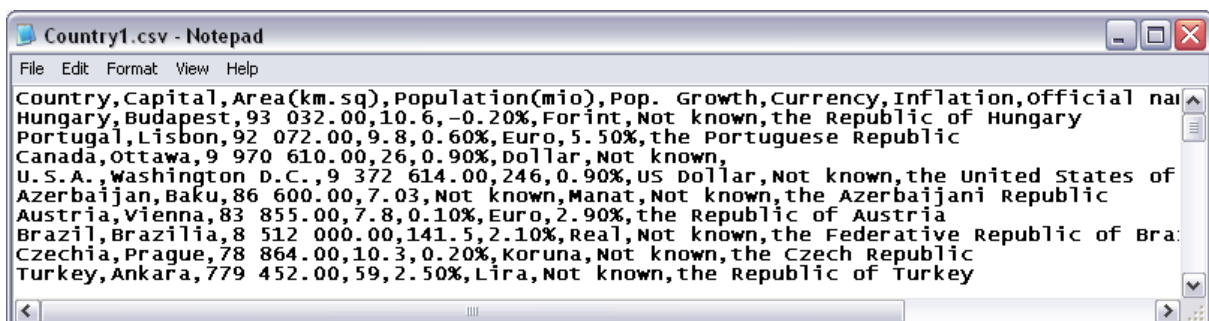 Country1.csv - Notepad
File Edit Format View Help
Country,Capital,Area(km.sq),Population(mio),Pop. Growth,Currency,Inflation,Official
Hungary,Budapest,93 032.00,10.6,-0.20%,Forint,Not known,the Republic of Hungary
Portugal,Lisbon,92 072.00,9.8,0.60%,Euro,5.50%,the Portuguese Republic
Canada,Ottawa,9 970 610.00,26,0.90%,Dollar,Not known,
U.S.A.,Washington D.C.,9 372 614.00,246,0.90%,US Dollar,Not known,the United States of
Azerbaijan,Baku,86 600.00,7.03,Not known,Manat,Not known,the Azerbaijani Republic
Austria,Vienna,83 855.00,7.8,0.10%,Euro,2.90%,the Republic of Austria
Brazil,Brazilia,8 512 000.00,141.5,2.10%,Real,Not known,the Federative Republic of
Czechia,Prague,78 864.00,10.3,0.20%,Koruna,Not known,the Czech Republic
Turkey,Ankara,779 452.00,59,2.50%,Lira,Not known,the Republic of Turkey